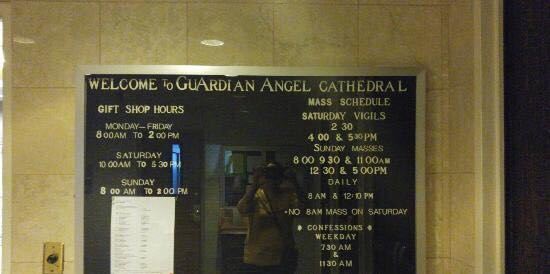 WELCOME TO GUARDIAN ANGEL CATHEDRAL
GIFT SHOP HOURS
MONDAY-FRIDAY
8 00AM TO 2 00PM
SATURDAY
10 00AM TO 5 30 PM
SUNDAY
8 00 AM TO 2 00PM
MASS SCHEDULE
SATURDAY VIGILS
2 30
4 00 & 5 30PM
SUNDAY MASSES
8 00 9 30 & 11 00AM
12 30 & 5 00PM
DAILY
8 AM & 12:10 PM
•NO 8AM MASS ON SATURDAY
* CONFESSIONS
WEEKDAY
7 30 AM
&
11 30 AM